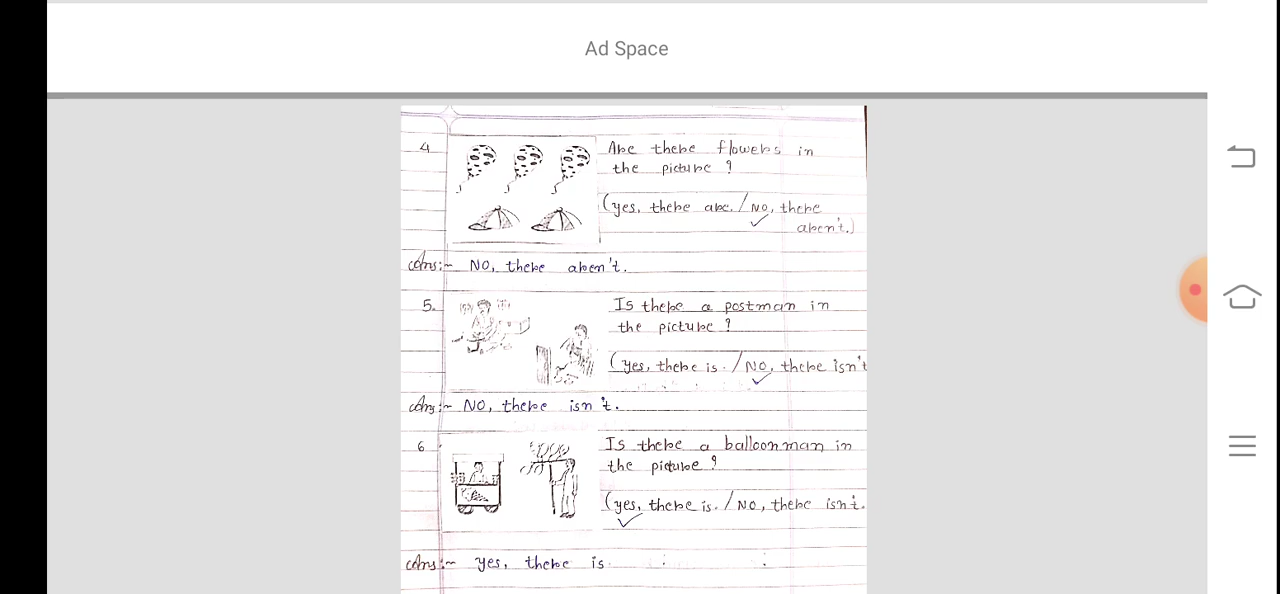 Ad Space
4
Are there flowers in
the picture ?
(yes, there are. / NO, there
aren't.)
Ans:- NO, there aren't.
5.
Is there a postman in
the picture ?
(yes, there is. / NO, there isn't
Ans:- NO, there isn't.
6.
Is there a balloonman in
the picture ?
(yes, there is. / NO, there isn't.
Ans:- yes, there is.